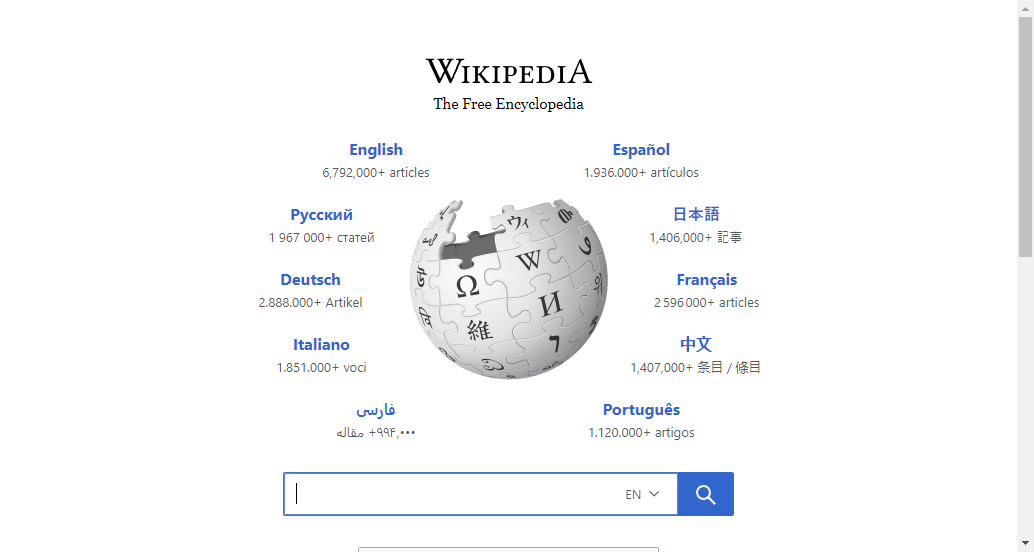 WIKIPEDIA
The Free Encyclopedia
English
6,792,000+ articles
Español
1.936.000+ artículos
Русский
1 967 000+ статей
日本語
1,406,000+ 記事
Deutsch
2.888.000+ Artikel
Français
2 596 000+ articles
Italiano
1.851.000+ voci
中文
1,407,000+ 条目 / 條目
فارسی
۹۹۴٬۰۰۰+ مقاله
Português
1.120.000+ artigos
ウィ
W
Ω
И
維
EN